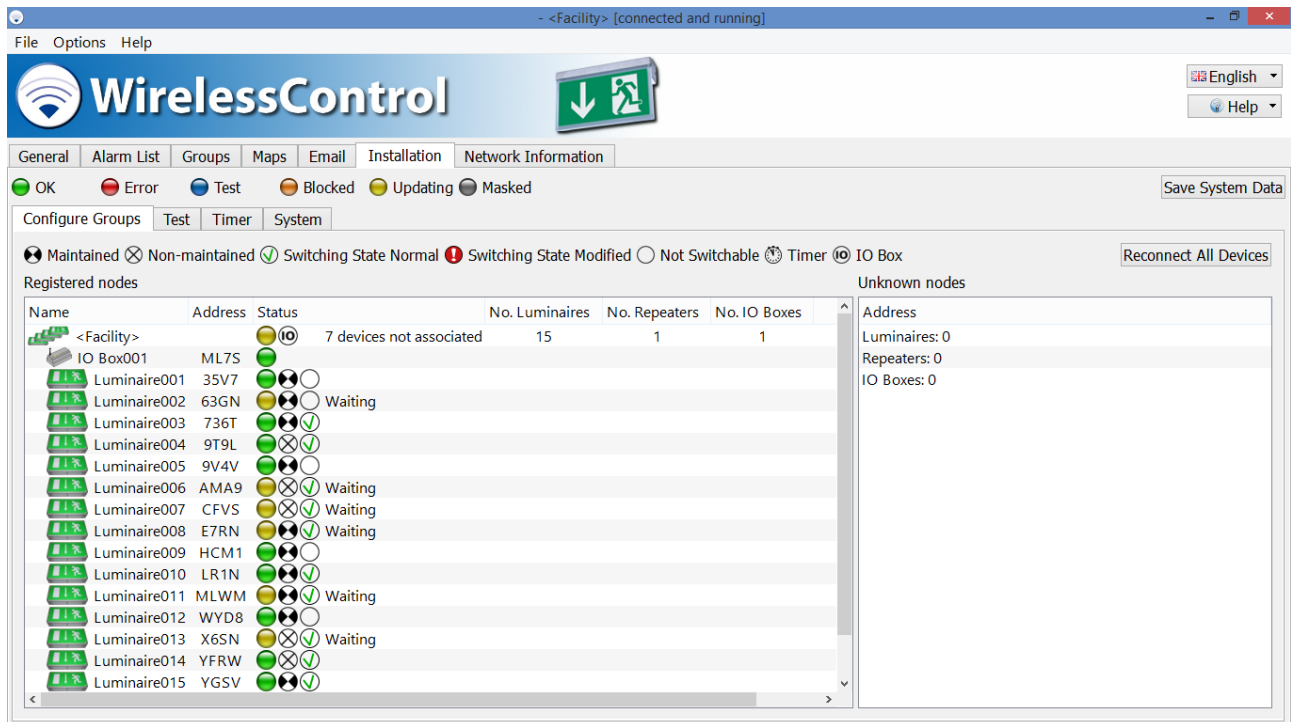 - <Facility> [connected and running]
File Options Help
WirelessControl
English
Help
General Alarm List Groups Maps Email Installation Network Information
OK Error Test Blocked Updating Masked
Save System Data
Configure Groups Test Timer System
Maintained Non-maintained Switching State Normal Switching State Modified Not Switchable Timer IO IO Box
Reconnect All Devices
Registered nodes
Unknown nodes
Name Address Status No. Luminaires No. Repeaters No. IO Boxes
Address
<Facility> IO 7 devices not associated 15 1 1
Luminaires: 0
IO Box001 ML7S
Repeaters: 0
Luminaire001 35V7
IO Boxes: 0
Luminaire002 63GN Waiting
Luminaire003 736T
Luminaire004 9T9L
Luminaire005 9V4V
Luminaire006 AMA9 Waiting
Luminaire007 CFVS Waiting
Luminaire008 E7RN Waiting
Luminaire009 HCM1
Luminaire010 LR1N
Luminaire011 MLWM Waiting
Luminaire012 WYD8
Luminaire013 X6SN Waiting
Luminaire014 YFRW
Luminaire015 YGSV